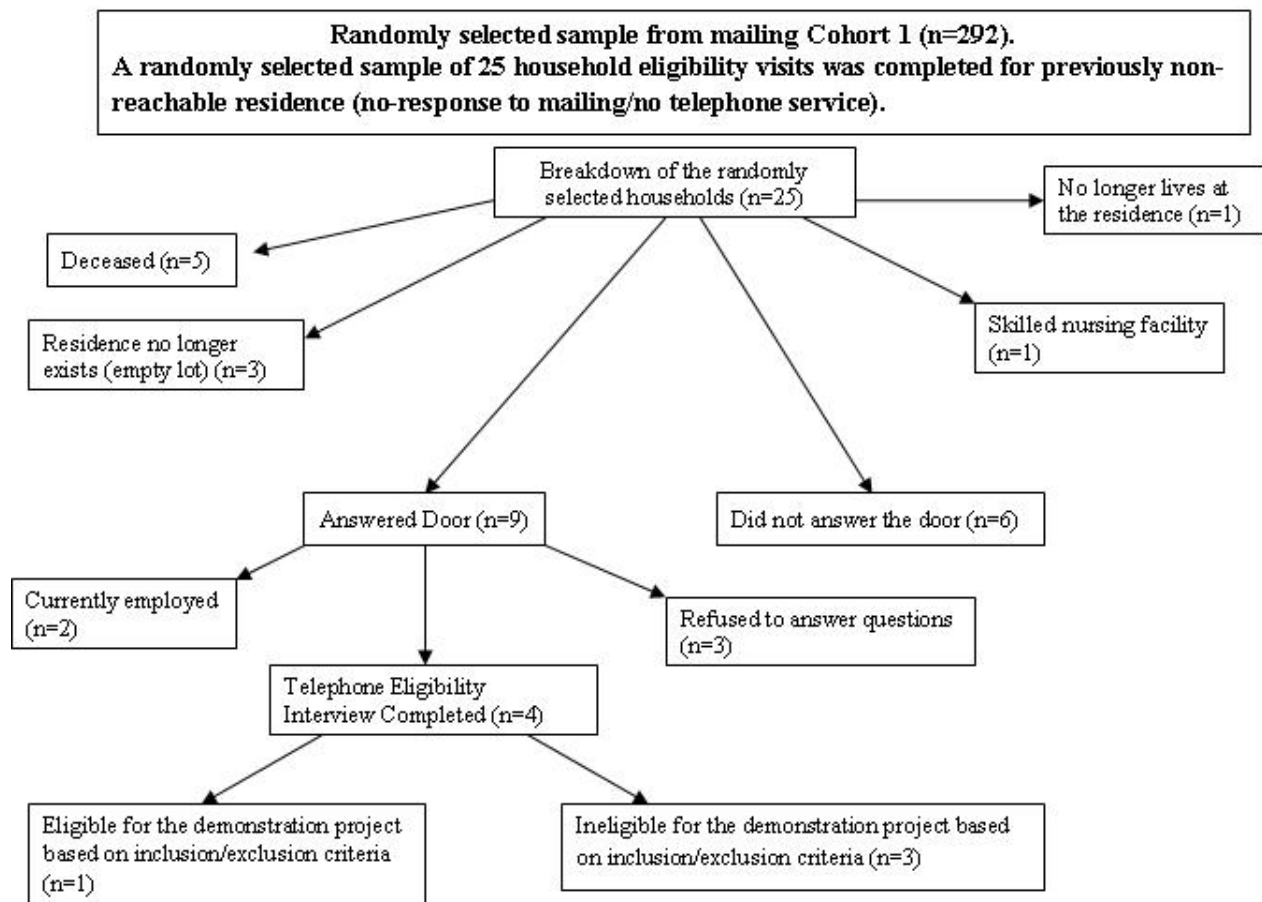 Randomly selected sample from mailing Cohort 1 (n=292).
A randomly selected sample of 25 household eligibility visits was completed for previously non-
reachable residence (no-response to mailing/no telephone service).
Breakdown of the randomly
selected households (n=25)
No longer lives at
the residence (n=1)
Deceased (n=5)
Residence no longer
exists (empty lot) (n=3)
Skilled nursing facility
(n=1)
Answered Door (n=9)
Did not answer the door (n=6)
Currently employed
(n=2)
Refused to answer questions
(n=3)
Telephone Eligibility
Interview Completed (n=4)
Eligible for the demonstration project
based on inclusion/exclusion criteria
(n=1)
Ineligible for the demonstration project based
on inclusion/exclusion criteria (n=3)